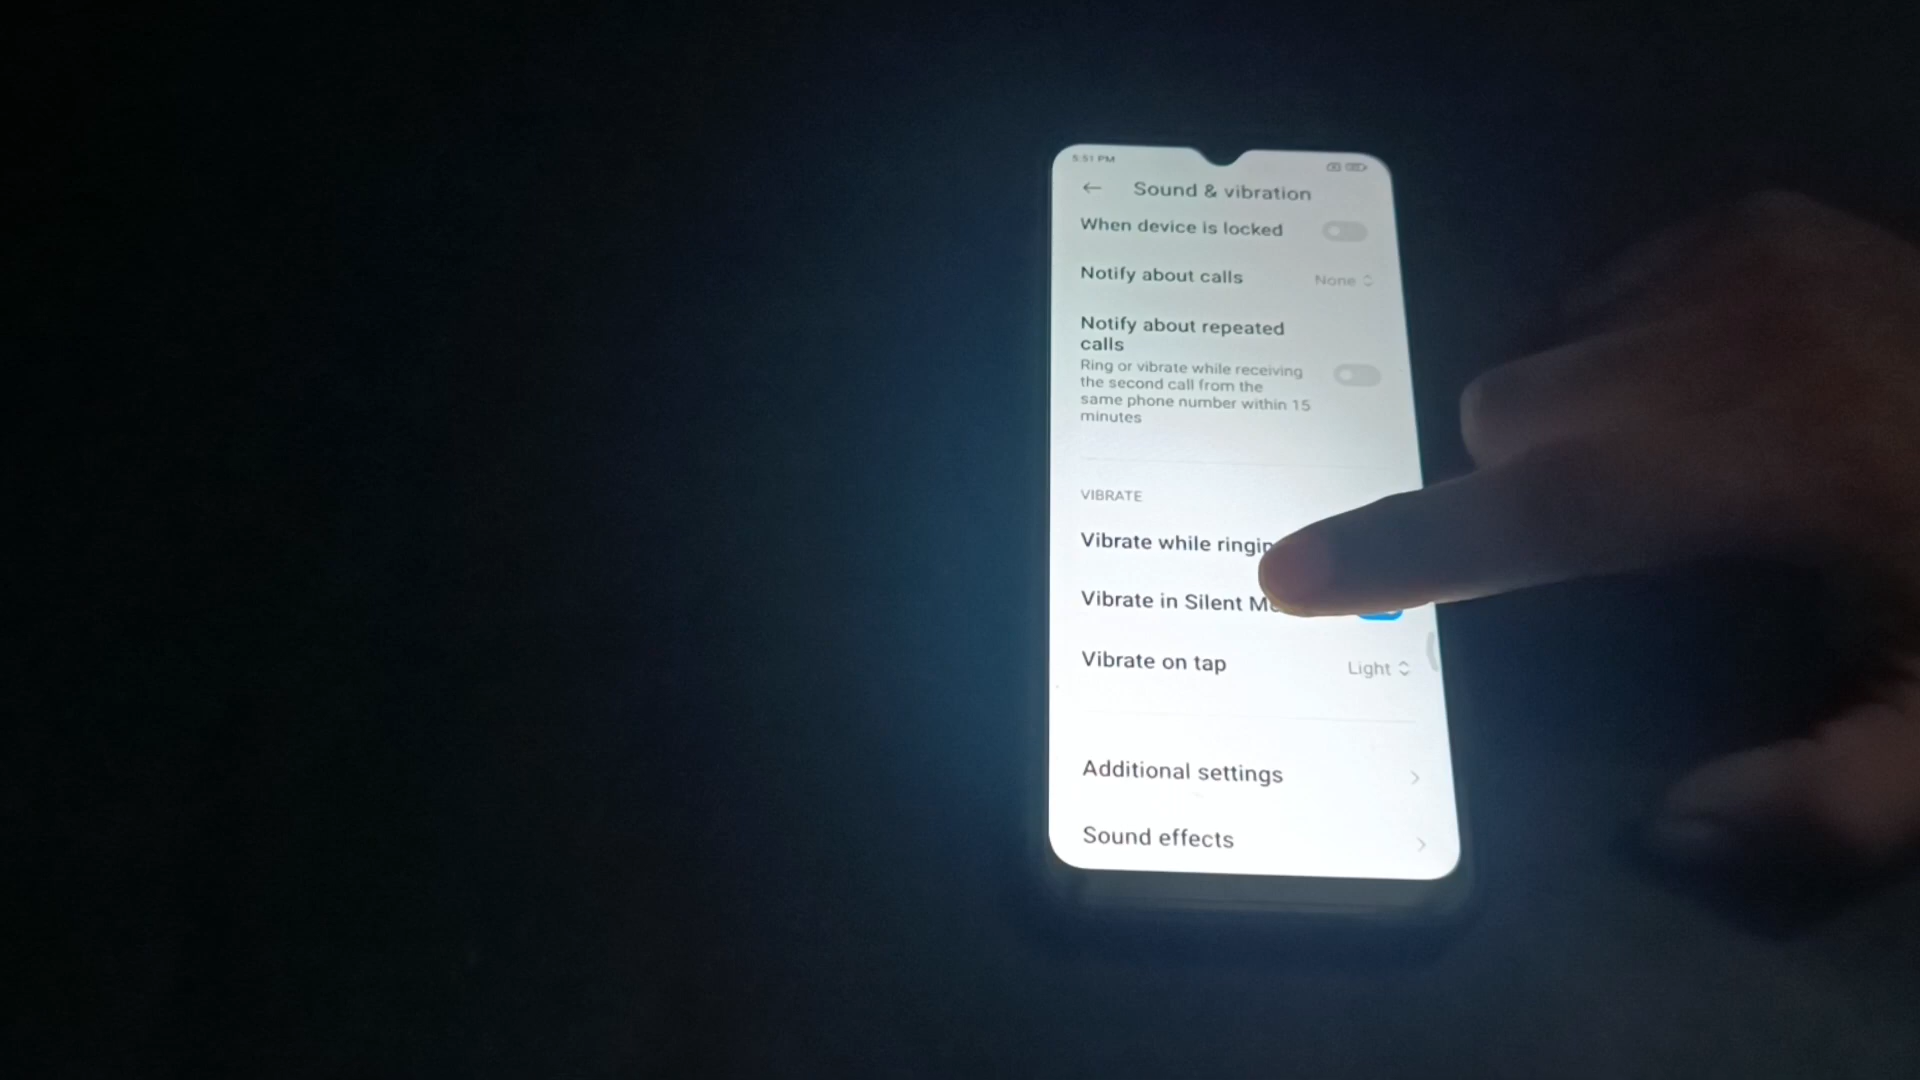 5:51 PM
Sound & vibration
When device is locked
Notify about calls
None
Notify about repeated
calls
Ring or vibrate while receiving
the second call from the
same phone number within 15
minutes
VIBRATE
Vibrate while
Vibrate in Silent
Vibrate on tap
Light
Additional settings
Sound effects